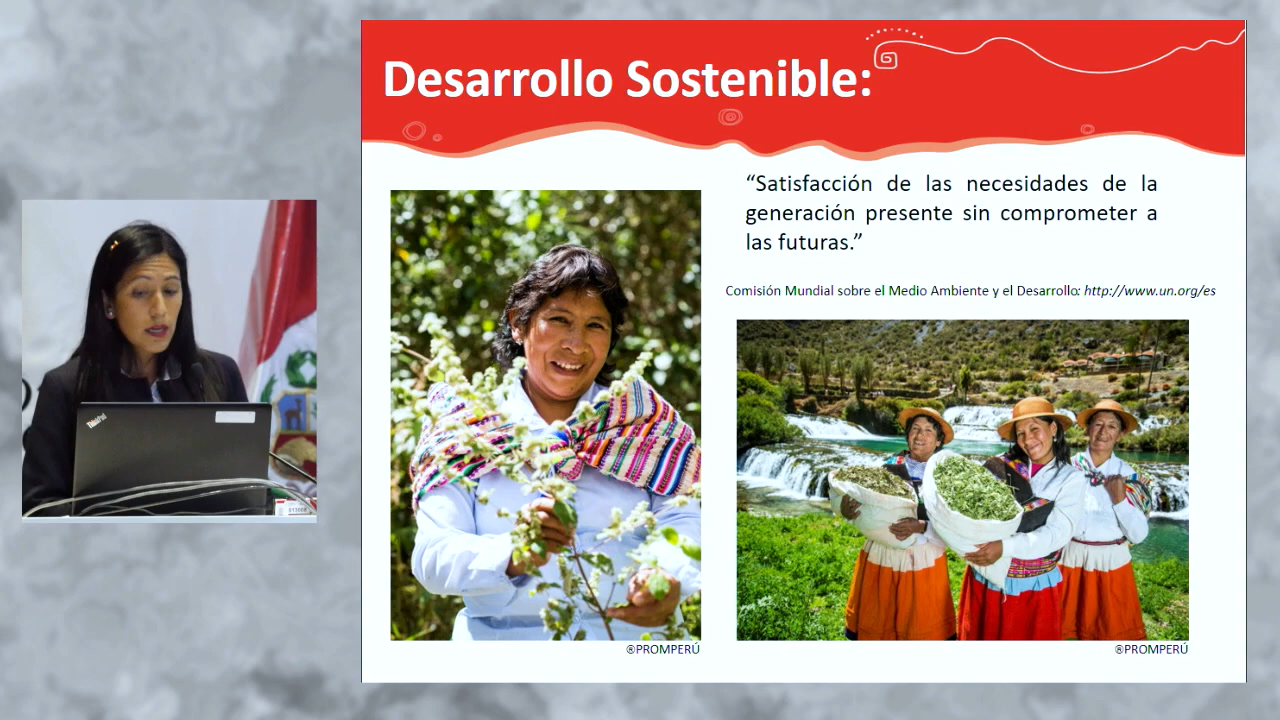 Desarrollo Sostenible:
“Satisfacción de las necesidades de la
generación presente sin comprometer a
las futuras.”
Comisión Mundial sobre el Medio Ambiente y el Desarrollo: http://www.un.org/es
ThinkPad
®PROMPERÚ
®PROMPERÚ